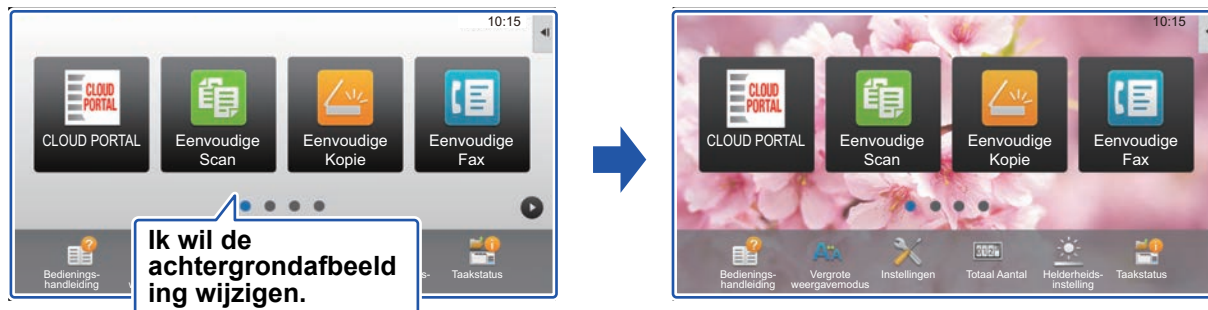 10:15
CLOUD
PORTAL
CLOUD PORTAL
Eenvoudige
Scan
Eenvoudige
Kopie
Eenvoudige
Fax
Ik wil de
achtergrondafbeeld
ing wijzigen.
Bedienings-
handleiding
w
s-
Taakstatus
10:15
CLOUD
PORTAL
CLOUD PORTAL
Eenvoudige
Scan
Eenvoudige
Kopie
Eenvoudige
Fax
Bedienings-
handleiding
Vergrote
weergavemodus
Instellingen
Totaal Aantal
Helderheids-
instelling
Taakstatus